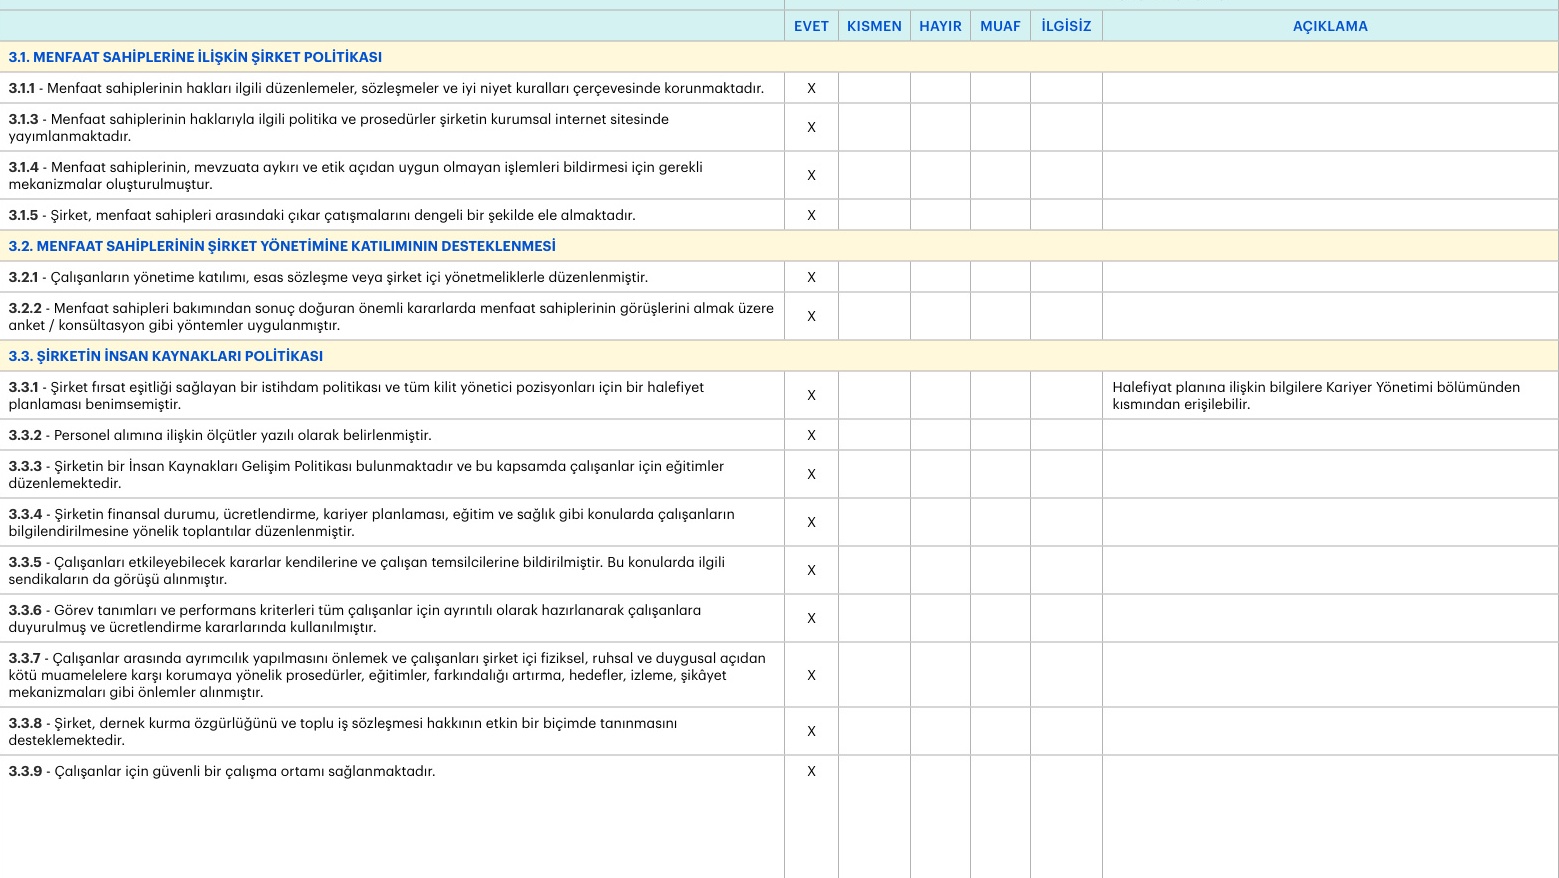 EVET KISMEN HAYIR MUAF İLGİSİZ AÇIKLAMA
3.1. MENFAAT SAHİPLERİNE İLİŞKİN ŞİRKET POLİTİKASI
3.1.1 - Menfaat sahiplerinin hakları ilgili düzenlemeler, sözleşmeler ve iyi niyet kuralları çerçevesinde korunmaktadır. X
3.1.3 - Menfaat sahiplerinin haklarıyla ilgili politika ve prosedürler şirketin kurumsal internet sitesinde
yayımlanmaktadır. X
3.1.4 - Menfaat sahiplerinin, mevzuata aykırı ve etik açıdan uygun olmayan işlemleri bildirmesi için gerekli
mekanizmalar oluşturulmuştur. X
3.1.5 - Şirket, menfaat sahipleri arasındaki çıkar çatışmalarını dengeli bir şekilde ele almaktadır. X
3.2. MENFAAT SAHİPLERİNİN ŞİRKET YÖNETİMİNE KATILIMININ DESTEKLENMESİ
3.2.1 - Çalışanların yönetime katılımı, esas sözleşme veya şirket içi yönetmeliklerle düzenlenmiştir. X
3.2.2 - Menfaat sahipleri bakımından sonuç doğuran önemli kararlarda menfaat sahiplerinin görüşlerini almak üzere
anket / konsültasyon gibi yöntemler uygulanmıştır. X
3.3. ŞİRKETİN İNSAN KAYNAKLARI POLİTİKASI
3.3.1 - Şirket fırsat eşitliği sağlayan bir istihdam politikası ve tüm kilit yönetici pozisyonları için bir halefiyet
planlaması benimsemiştir. X
Halefiyat planına ilişkin bilgilere Kariyer Yönetimi bölümünden
kısmından erişilebilir.
3.3.2 - Personel alımına ilişkin ölçütler yazılı olarak belirlenmiştir. X
3.3.3 - Şirketin bir İnsan Kaynakları Gelişim Politikası bulunmaktadır ve bu kapsamda çalışanlar için eğitimler
düzenlemektedir. X
3.3.4 - Şirketin finansal durumu, ücretlendirme, kariyer planlaması, eğitim ve sağlık gibi konularda çalışanların
bilgilendirilmesine yönelik toplantılar düzenlenmiştir. X
3.3.5 - Çalışanları etkileyebilecek kararlar kendilerine ve çalışan temsilcilerine bildirilmiştir. Bu konularda ilgili
sendikaların da görüşü alınmıştır. X
3.3.6 - Görev tanımları ve performans kriterleri tüm çalışanlar için ayrıntılı olarak hazırlanarak çalışanlara
duyurulmuş ve ücretlendirme kararlarında kullanılmıştır. X
3.3.7 - Çalışanlar arasında ayrımcılık yapılmasını önlemek ve çalışanları şirket içi fiziksel, ruhsal ve duygusal açıdan
kötü muamelelere karşı korumaya yönelik prosedürler, eğitimler, farkındalığı artırma, hedefler, izleme, şikâyet
mekanizmaları gibi önlemler alınmıştır. X
3.3.8 - Şirket, dernek kurma özgürlüğünü ve toplu iş sözleşmesi hakkının etkin bir biçimde tanınmasını
desteklemektedir. X
3.3.9 - Çalışanlar için güvenli bir çalışma ortamı sağlanmaktadır. X